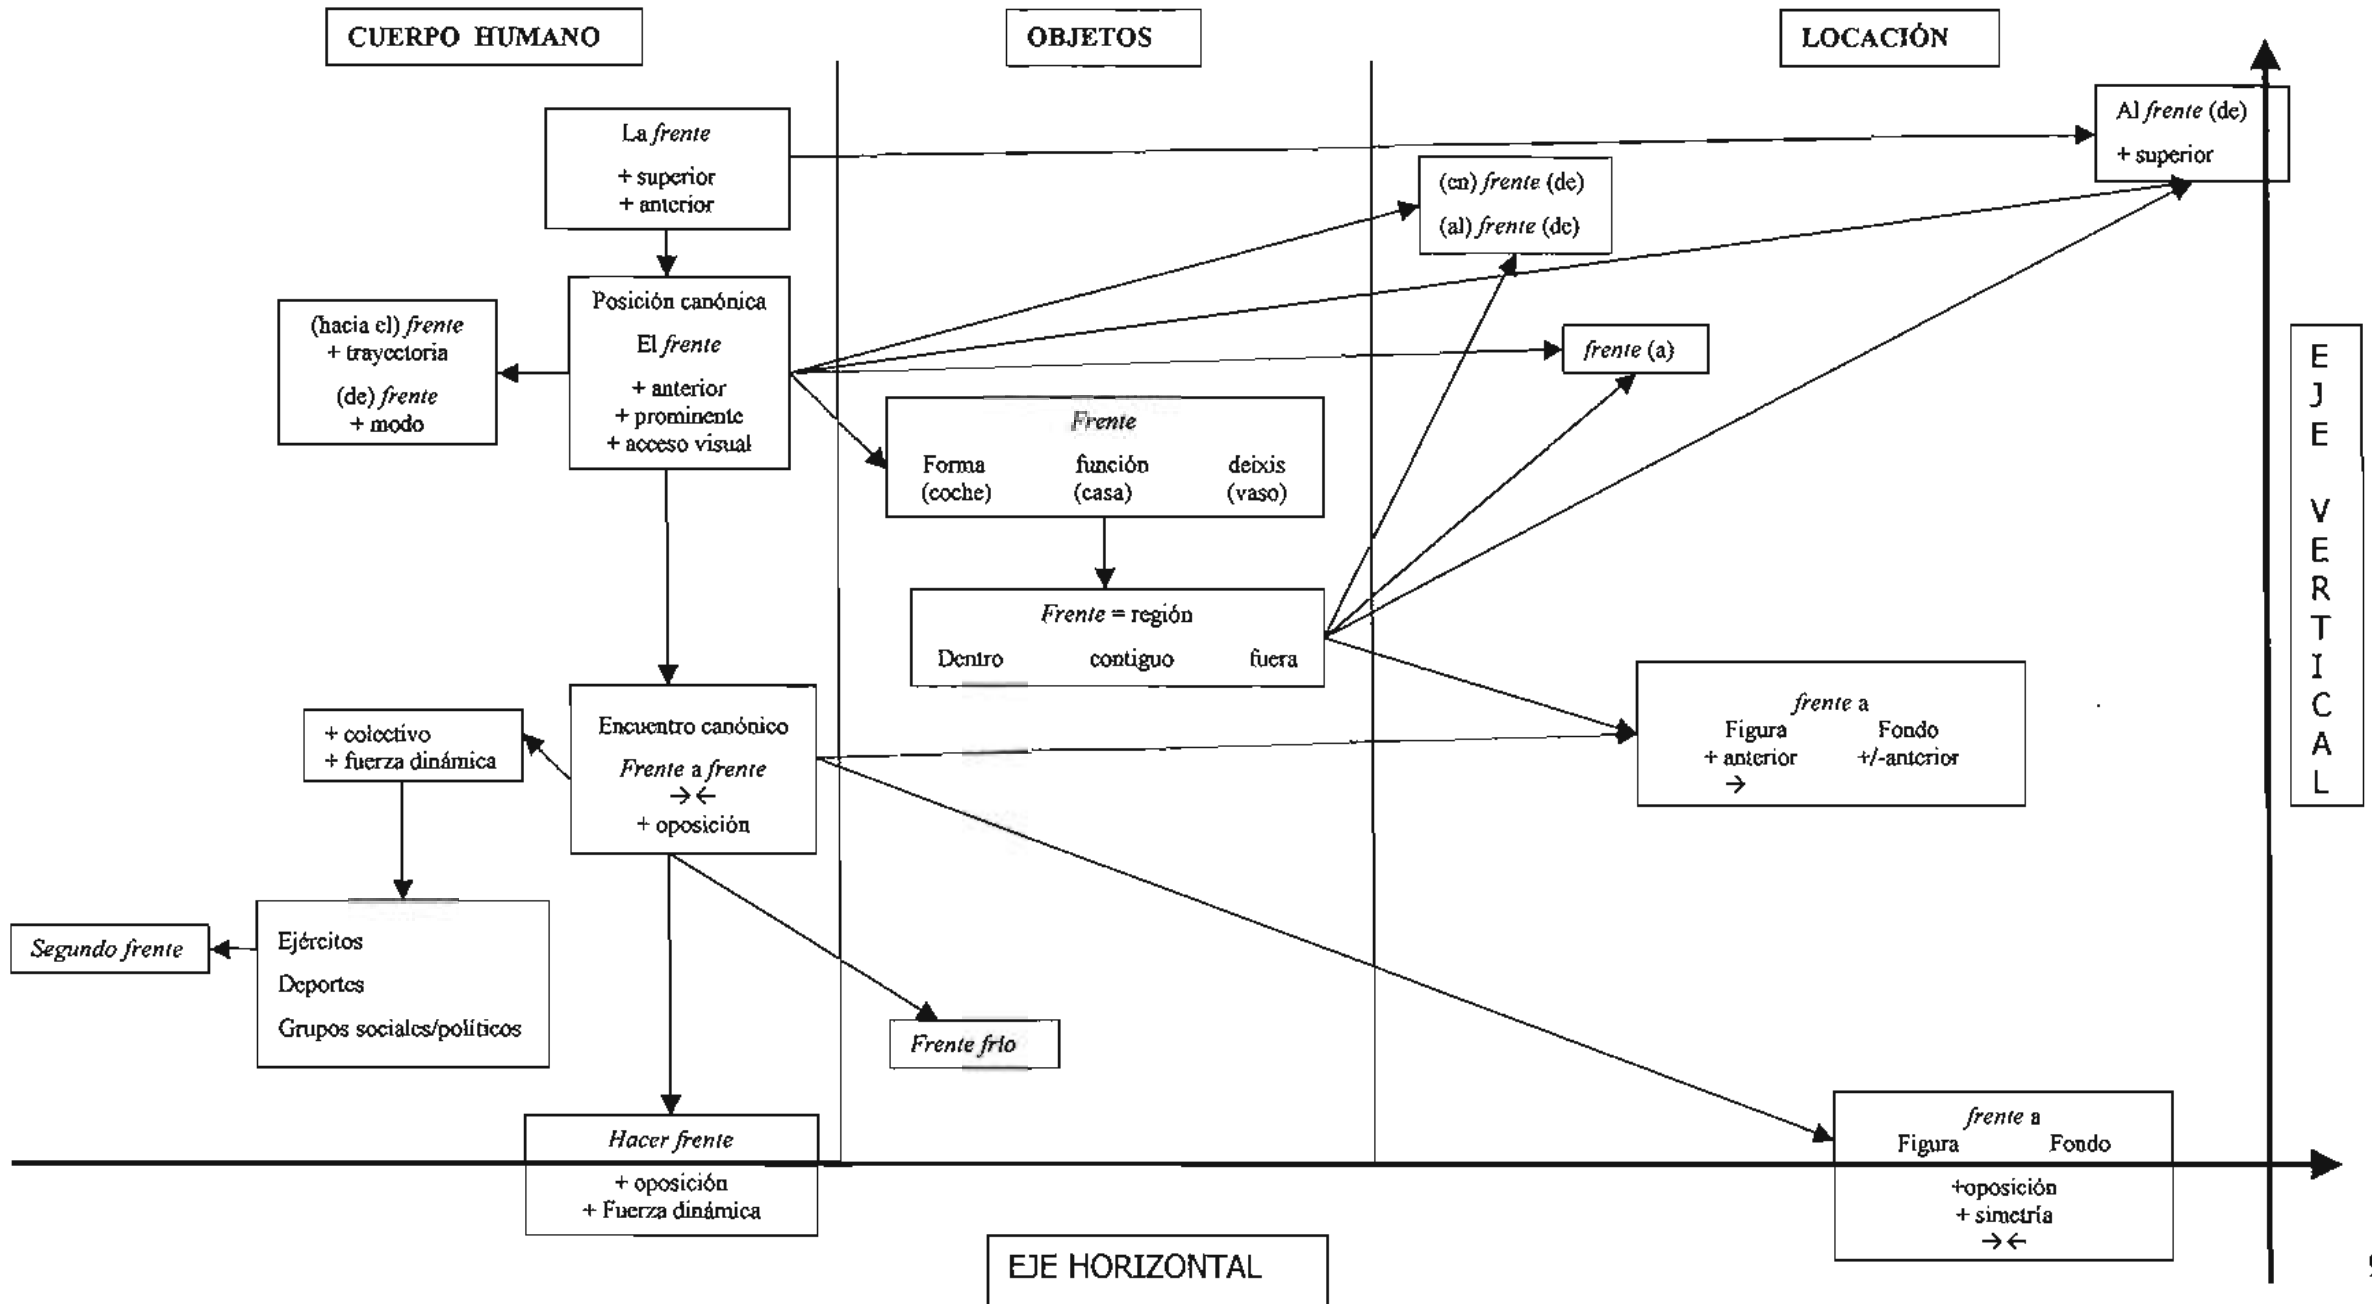 CUERPO HUMANO
OBJETOS
LOCACIÓN
La frente
+ superior
+ anterior
Al frente (de)
+ superior
(en) frente (de)
(al) frente (de)
(hacia el) frente
+ trayectoria
(de) frente
+ modo
Posición canónica
El frente
+ anterior
+ prominente
+ acceso visual
frente (a)
Frente
Forma función deixis
(coche) (casa) (vaso)
Frente = región
Dentro contiguo fuera
EJE VERTICAL
+ colectivo
+ fuerza dinámica
Encuentro canónico
Frente a frente
→←
+ oposición
frente a
Figura Fondo
+ anterior +/-anterior
→
Segundo frente
Ejércitos
Deportes
Grupos sociales/políticos
Frente frío
Hacer frente
+ oposición
+ Fuerza dinámica
frente a
Figura Fondo
+oposición
+ simetría
→←
EJE HORIZONTAL